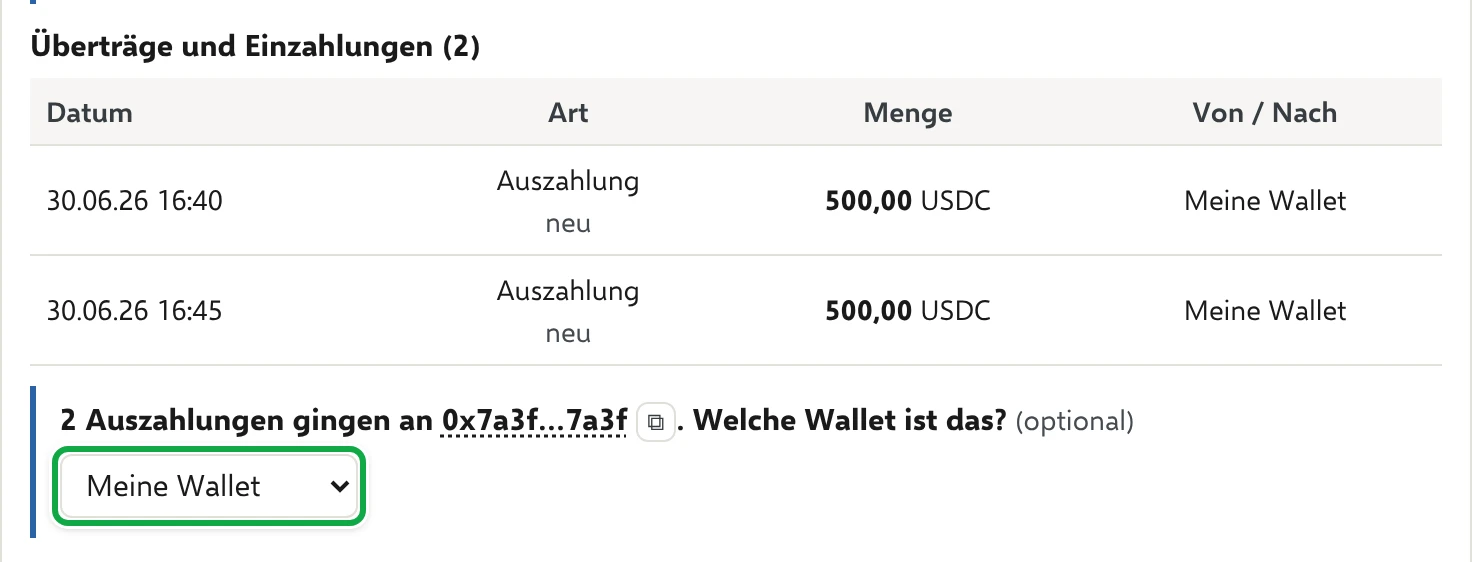 Überträge und Einzahlungen (2)
Datum Art Menge Von / Nach
30.06.26 16:40 Auszahlung neu 500,00 USDC Meine Wallet
30.06.26 16:45 Auszahlung neu 500,00 USDC Meine Wallet
2 Auszahlungen gingen an 0x7a3f...7a3f . Welche Wallet ist das? (optional)
Meine Wallet